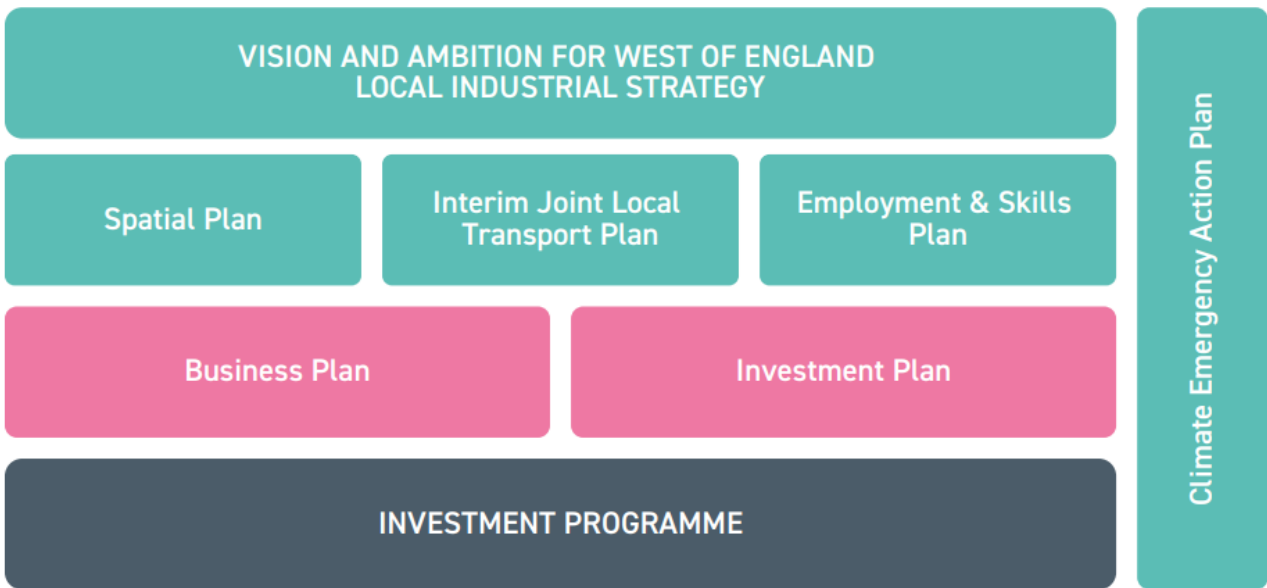 VISION AND AMBITION FOR WEST OF ENGLAND
LOCAL INDUSTRIAL STRATEGY
Spatial Plan
Interim Joint Local
Transport Plan
Employment & Skills
Plan
Business Plan
Investment Plan
INVESTMENT PROGRAMME
Climate Emergency Action Plan